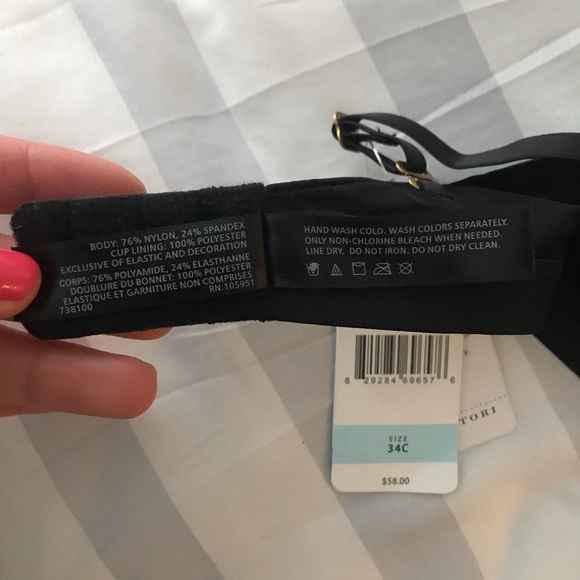 BODY: 76% NYLON, 24% SPANDEX
CUP LINING: 100% POLYESTER
EXCLUSIVE OF ELASTIC AND DECORATION
CORPS: 76% POLYAMIDE, 24% ELASTHANNE
DOUBLURE DU BONNET: 100% POLYESTER
ELASTIQUE ET GARNITURE NON COMPRISES
738100 RN:105951
HAND WASH COLD. WASH COLORS SEPARATELY.
ONLY NON-CHLORINE BLEACH WHEN NEEDED.
LINE DRY. DO NOT IRON. DO NOT DRY CLEAN.
8 29284 69657 6
SIZE
34C
$58.00
TORI